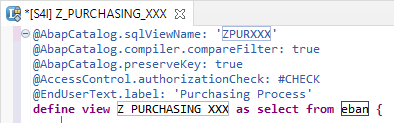 *[S4I] Z_PURCHASING_XXX
@AbapCatalog.sqlViewName: 'ZPURXXX'
@AbapCatalog.compiler.compareFilter: true
@AbapCatalog.preserveKey: true
@AccessControl.authorizationCheck: #CHECK
@EndUserText.label: 'Purchasing Process'
define view Z_PURCHASING_XXX as select from eban {